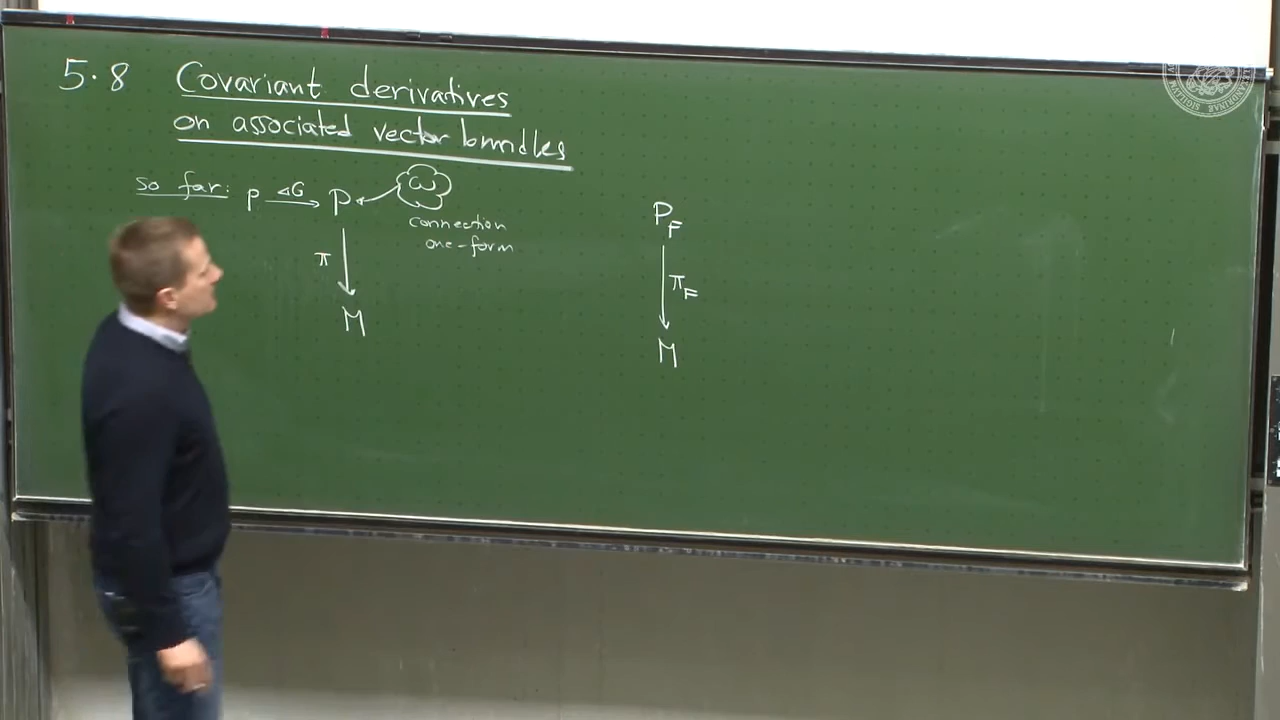 5.8 Covariant derivatives
on associated vector bundles
so far: P ⊲G → P ← ω
connection
one-form
π
M
P_F
π_F
M